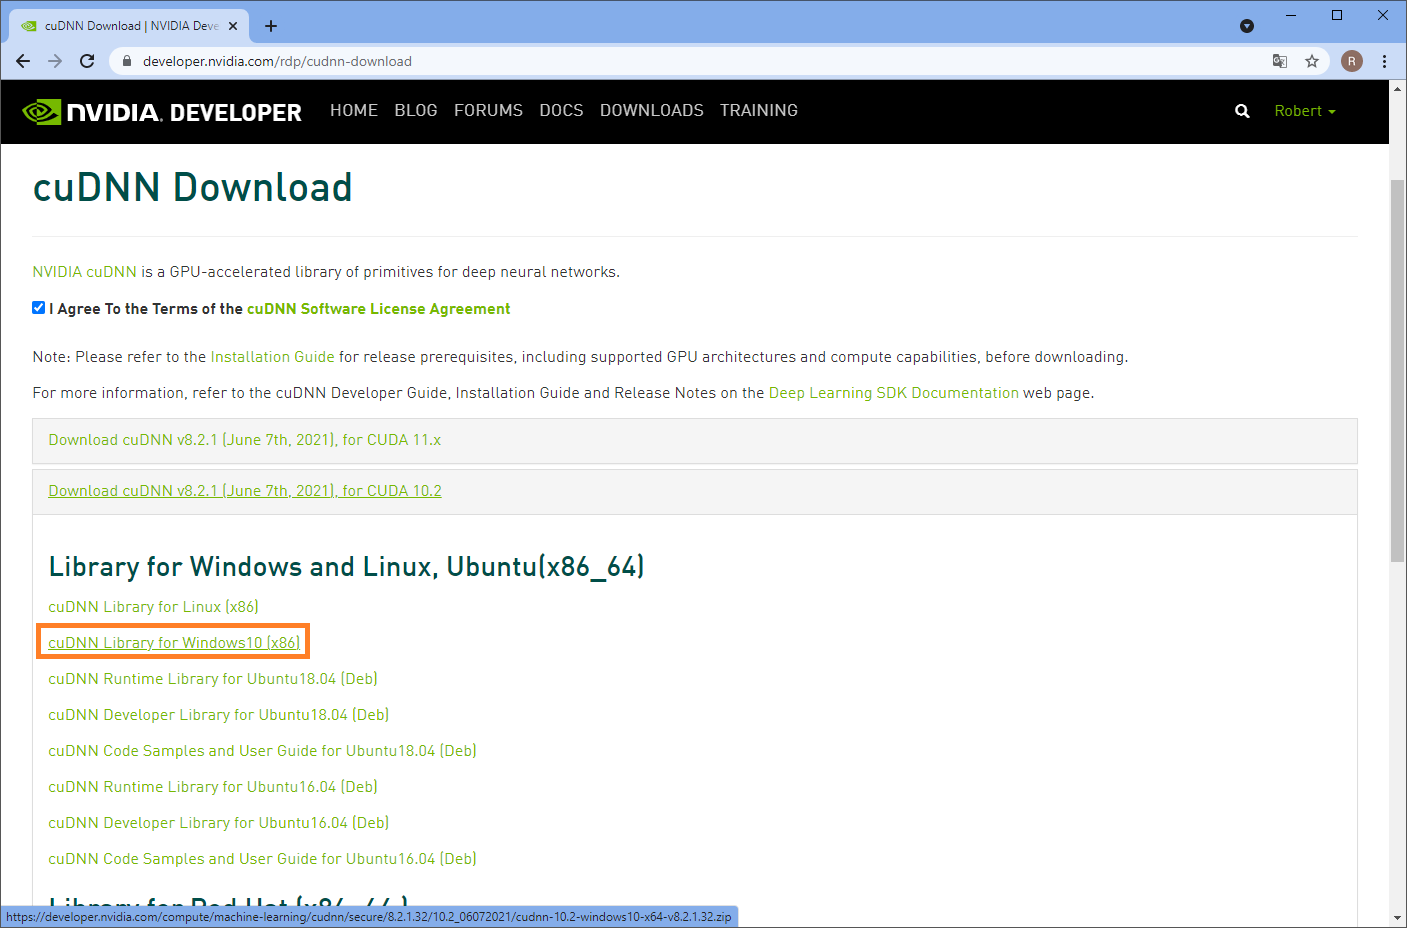 cuDNN Download | NVIDIA Deve
developer.nvidia.com/rdp/cudnn-download
R
NVIDIA. DEVELOPER HOME BLOG FORUMS DOCS DOWNLOADS TRAINING Robert
cuDNN Download
NVIDIA cuDNN is a GPU-accelerated library of primitives for deep neural networks.
I Agree To the Terms of the cuDNN Software License Agreement
Note: Please refer to the Installation Guide for release prerequisites, including supported GPU architectures and compute capabilities, before downloading.
For more information, refer to the cuDNN Developer Guide, Installation Guide and Release Notes on the Deep Learning SDK Documentation web page.
Download cuDNN v8.2.1 (June 7th, 2021), for CUDA 11.x
Download cuDNN v8.2.1 (June 7th, 2021), for CUDA 10.2
Library for Windows and Linux, Ubuntu(x86_64)
cuDNN Library for Linux (x86)
cuDNN Library for Windows10 (x86)
cuDNN Runtime Library for Ubuntu18.04 (Deb)
cuDNN Developer Library for Ubuntu18.04 (Deb)
cuDNN Code Samples and User Guide for Ubuntu18.04 (Deb)
cuDNN Runtime Library for Ubuntu16.04 (Deb)
cuDNN Developer Library for Ubuntu16.04 (Deb)
cuDNN Code Samples and User Guide for Ubuntu16.04 (Deb)
Library for Red Hat (x86_64 )
https://developer.nvidia.com/compute/machine-learning/cudnn/secure/8.2.1.32/10.2_06072021/cudnn-10.2-windows10-x64-v8.2.1.32.zip